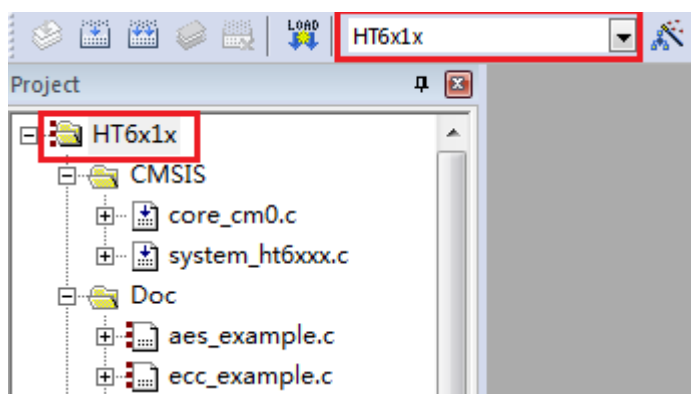 LOAD
HT6x1x
Project
HT6x1x
CMSIS
core_cm0.c
system_ht6xxx.c
Doc
aes_example.c
ecc_example.c